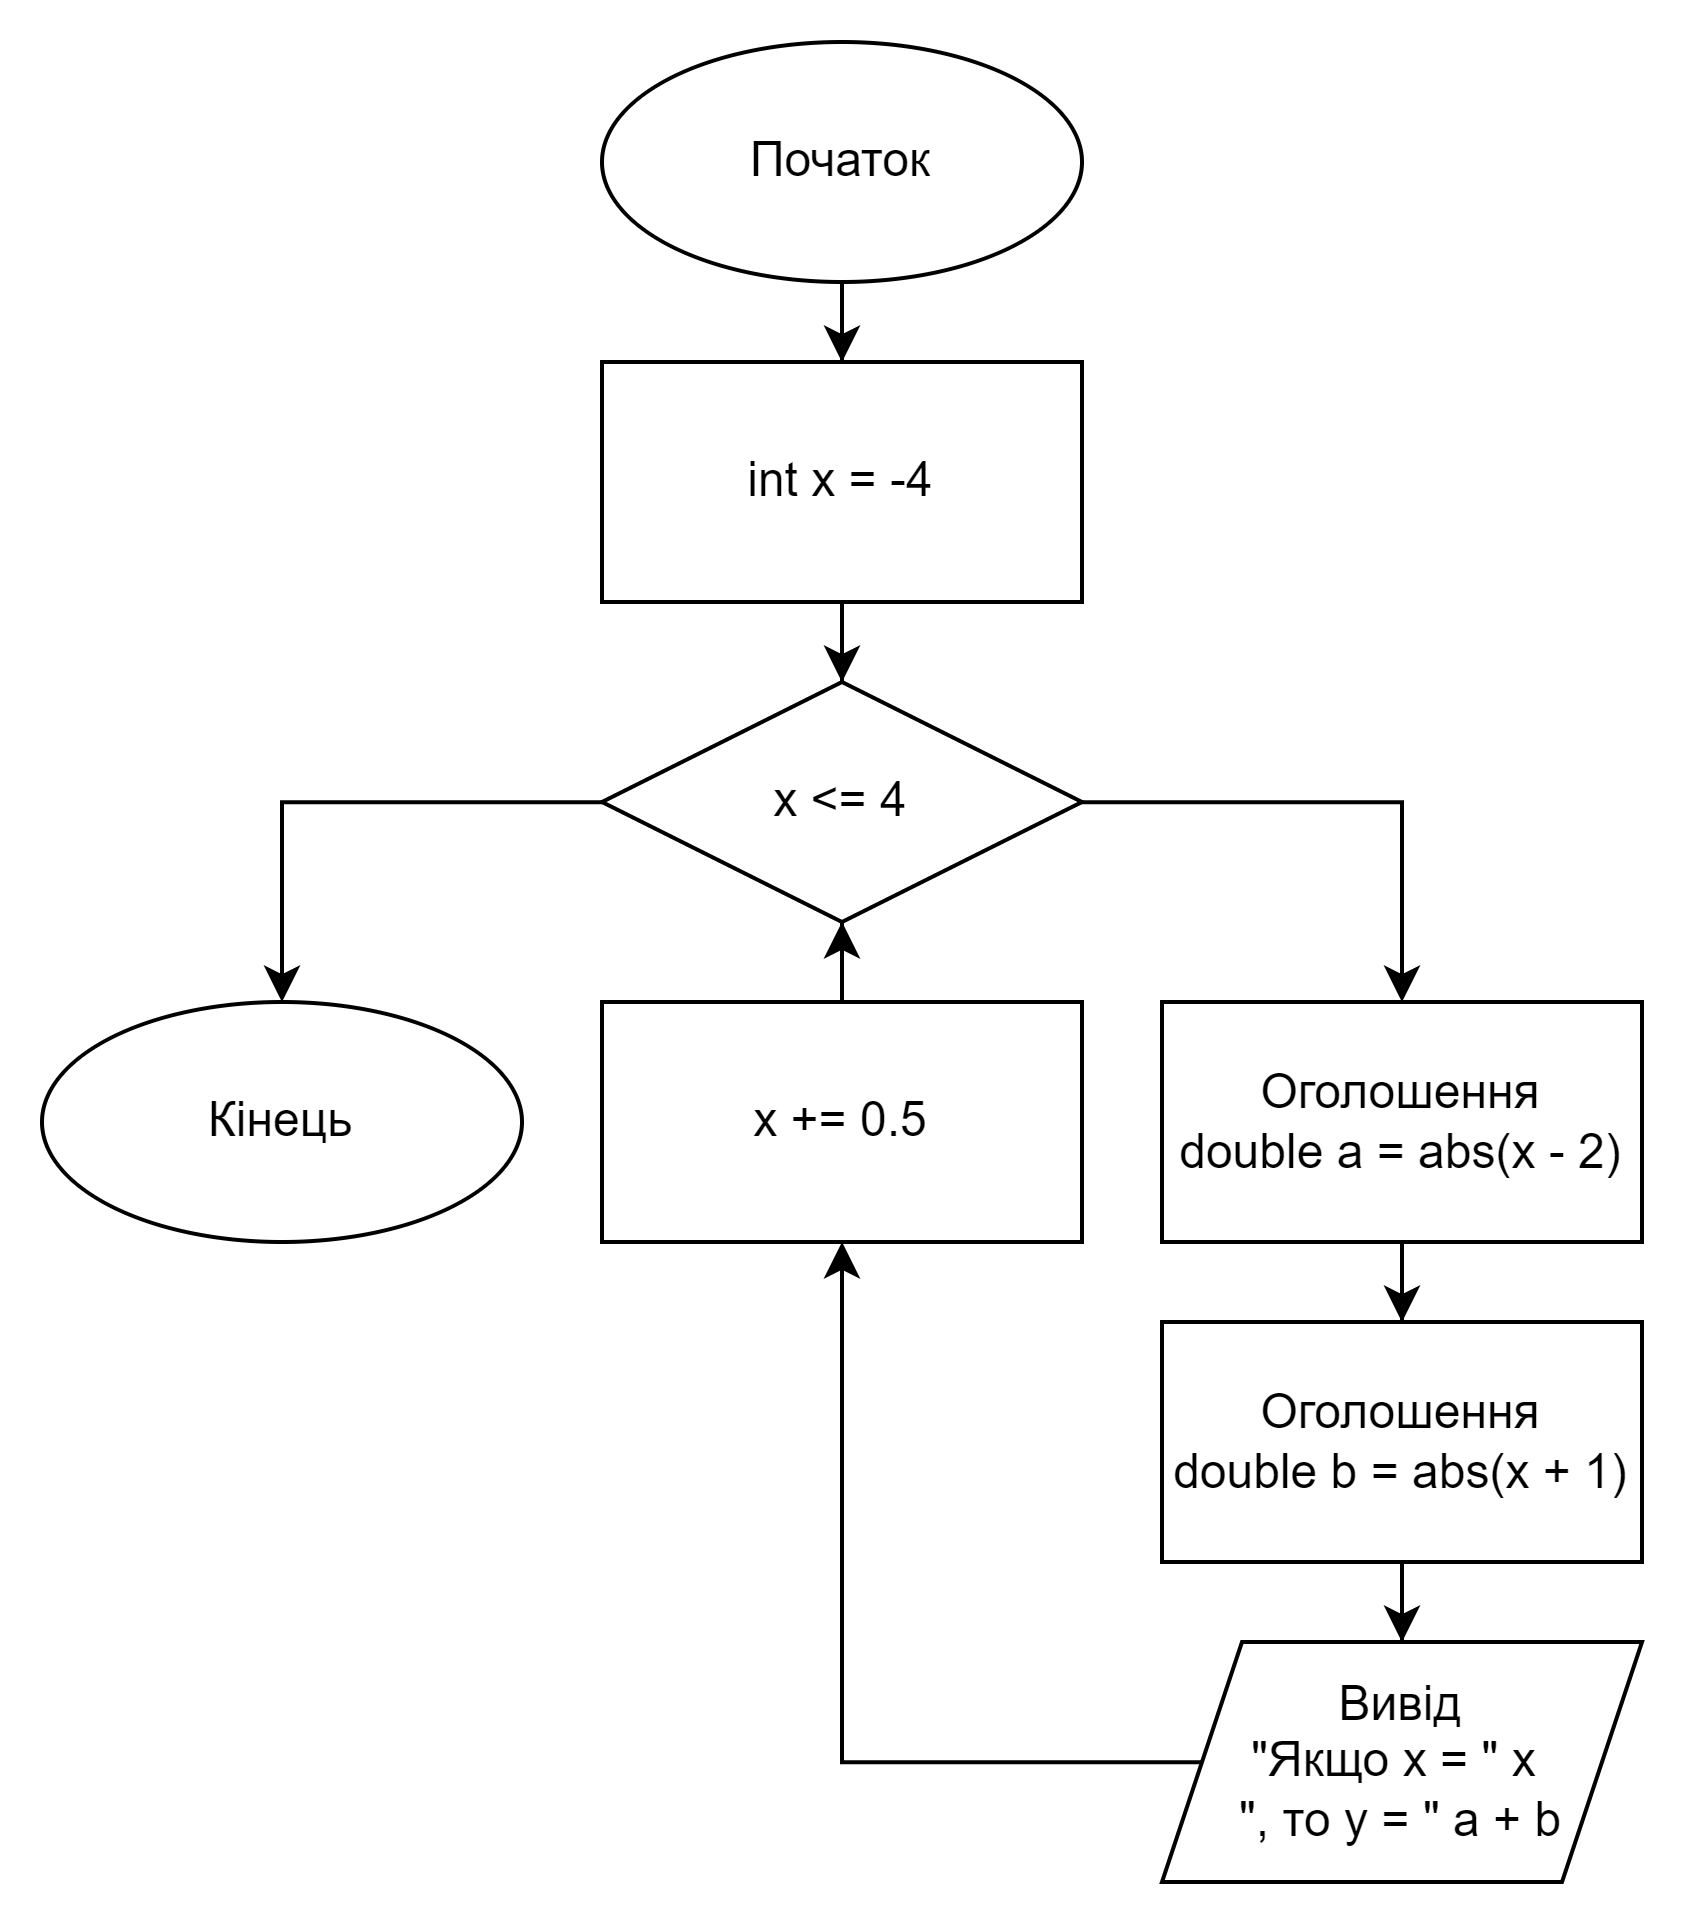 Початок
int x = -4
x <= 4
Кінець
x += 0.5
Оголошення
double a = abs(x - 2)
Оголошення
double b = abs(x + 1)
Вивід
"Якщо x = " x
", то y = " a + b